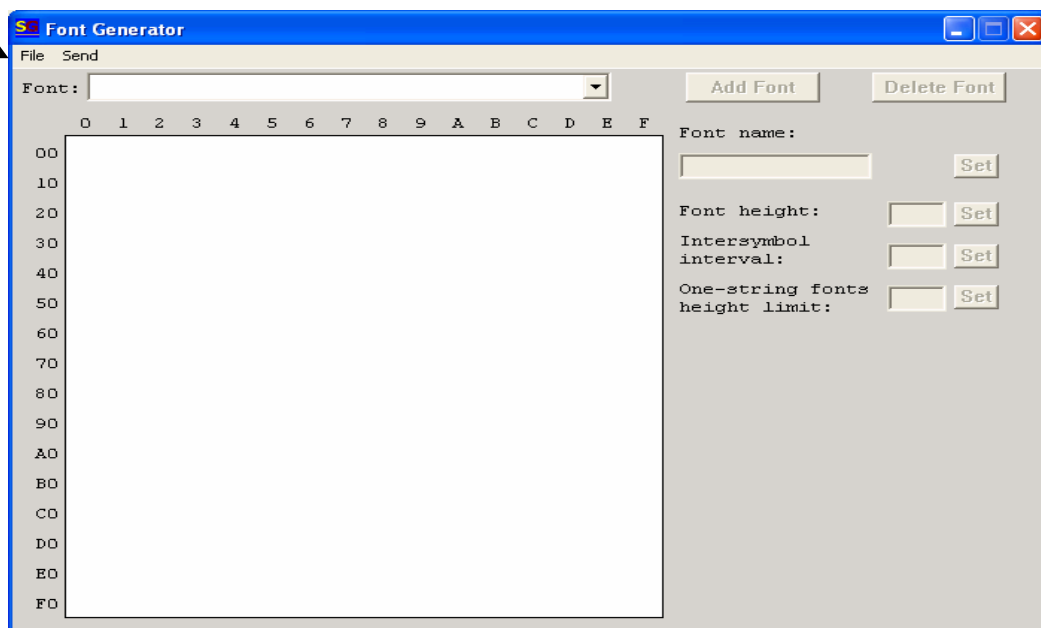 Font Generator
File Send
Font: Add Font Delete Font
0 1 2 3 4 5 6 7 8 9 A B C D E F
Font name:
00
Set
10
20
Font height: Set
30
Intersymbol
interval: Set
40
50
One-string fonts
height limit: Set
60
70
80
90
A0
B0
C0
D0
E0
F0